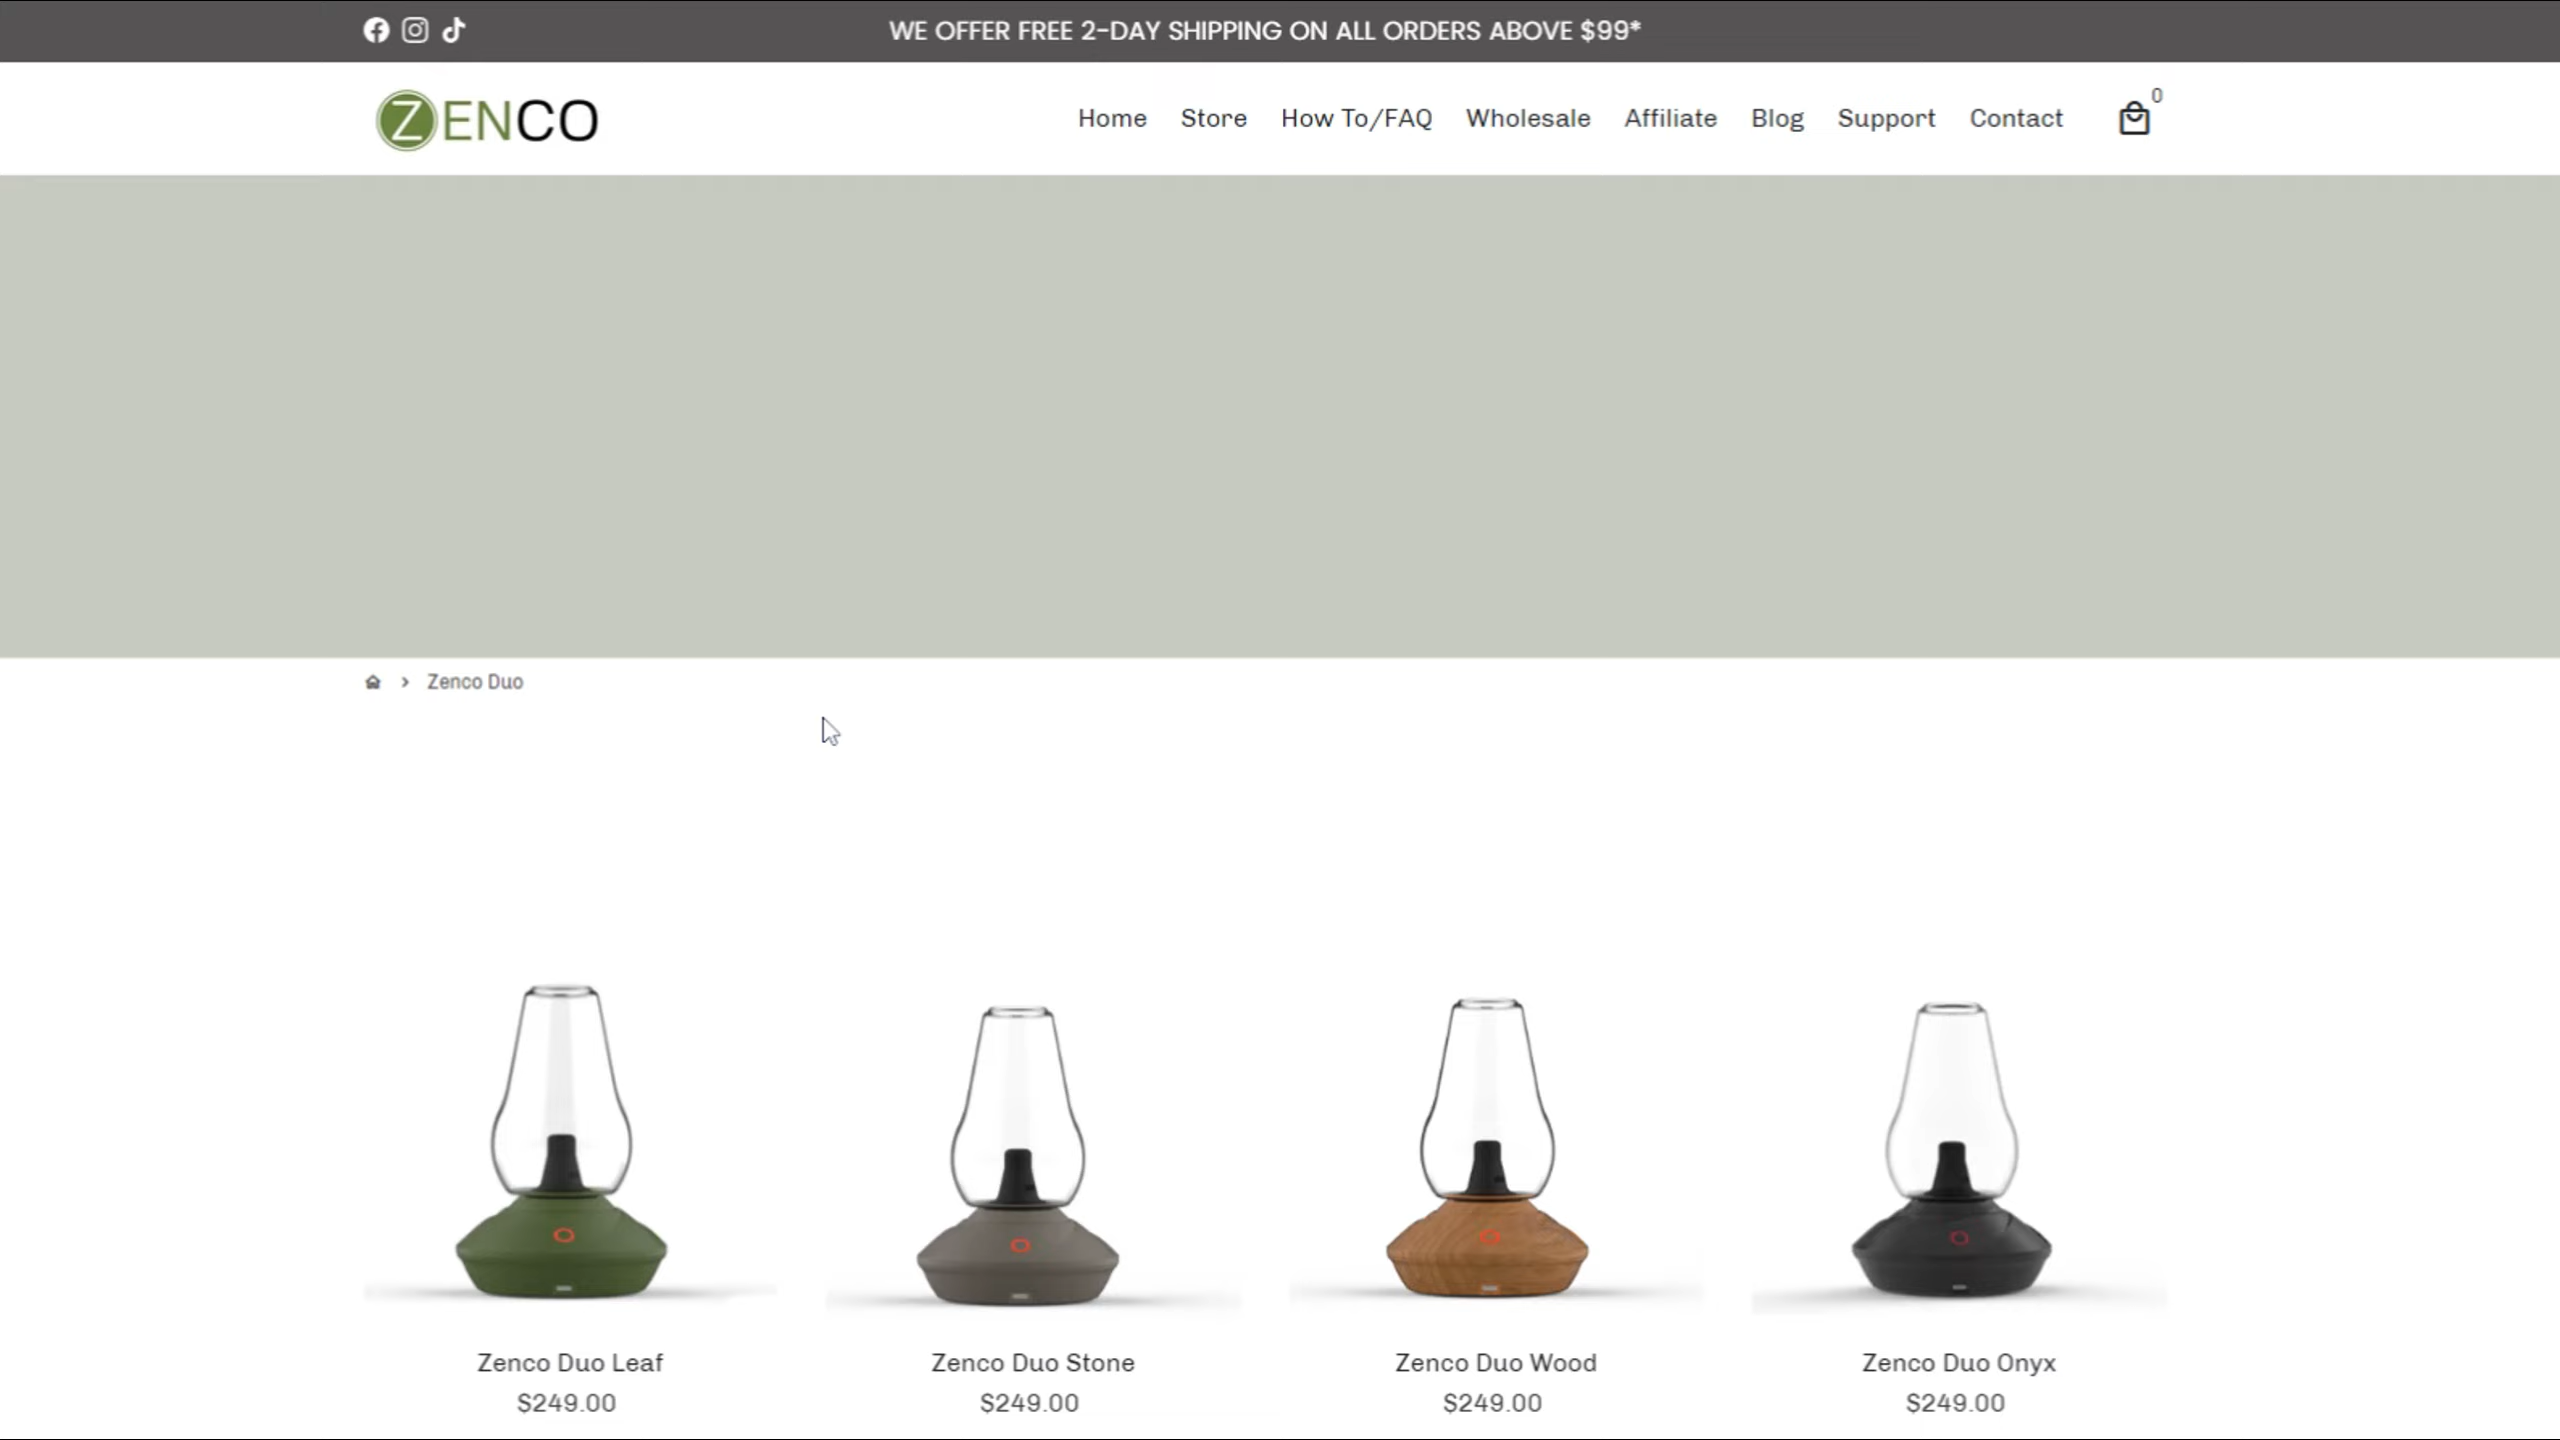 WE OFFER FREE 2-DAY SHIPPING ON ALL ORDERS ABOVE $99*
ZENCO
Home Store How To/FAQ Wholesale Affiliate Blog Support Contact 0
Zenco Duo
Zenco Duo Leaf
$249.00
Zenco Duo Stone
$249.00
Zenco Duo Wood
$249.00
Zenco Duo Onyx
$249.00